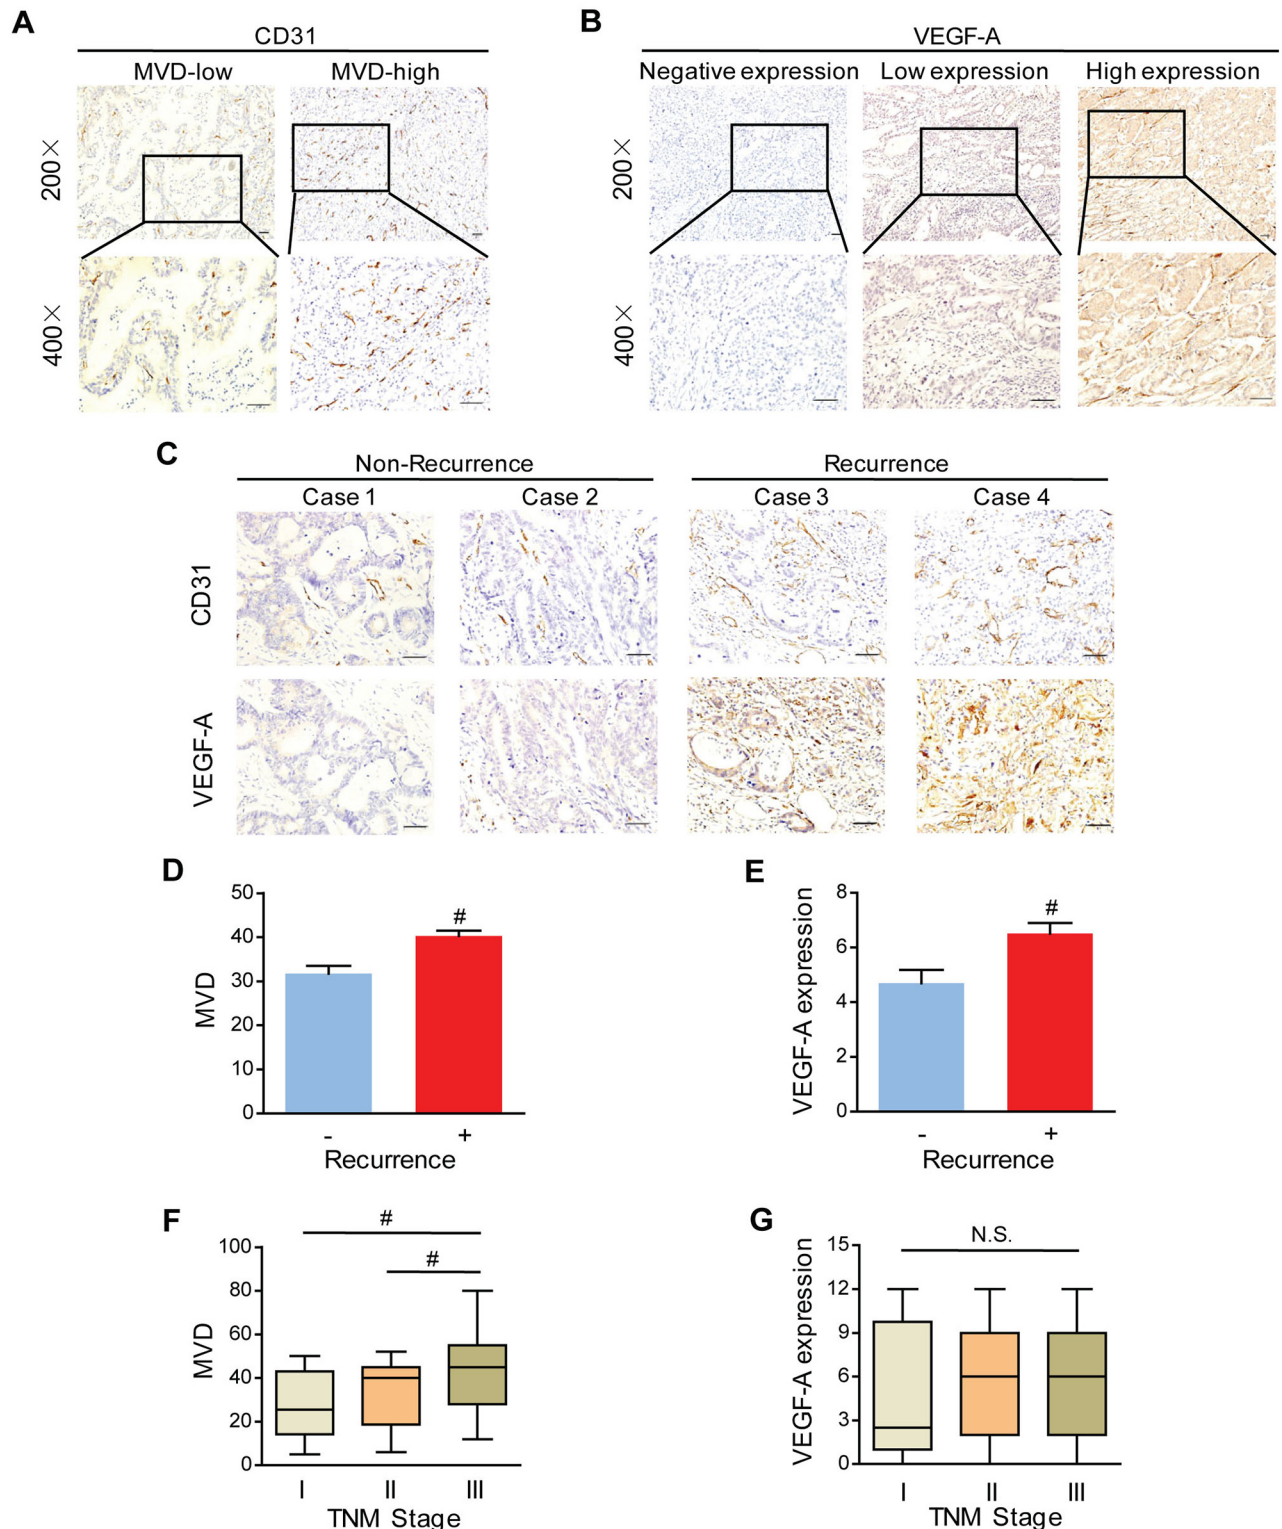 A
CD31
MVD-low MVD-high
200×
400×
B
VEGF-A
Negative expression Low expression High expression
200×
400×
C
Non-Recurrence Recurrence
Case 1 Case 2 Case 3 Case 4
CD31
VEGF-A
D
MVD
50
40
30
20
10
0
#
- +
Recurrence
E
VEGF-A expression
8
6
4
2
0
#
- +
Recurrence
F
MVD
100
80
60
40
20
0
#
#
I II III
TNM Stage
G
VEGF-A expression
15
12
9
6
3
0
N.S.
I II III
TNM Stage